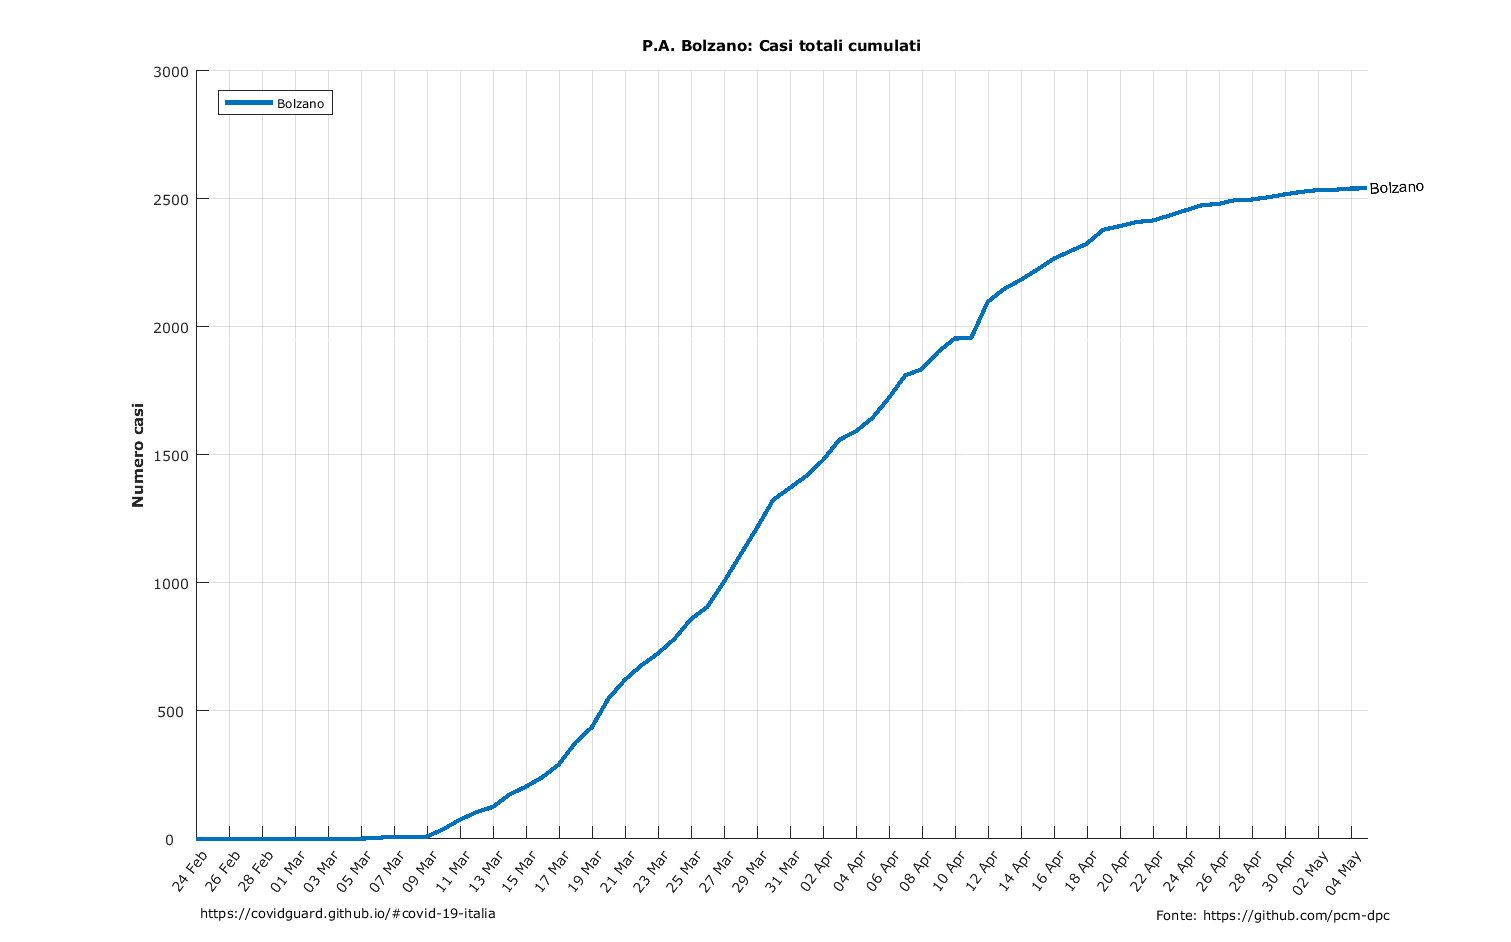 P.A. Bolzano: Casi totali cumulati
3000
2500
2000
1500
1000
500
0
Numero casi
Bolzano
Bolzano
24 Feb
26 Feb
28 Feb
01 Mar
03 Mar
05 Mar
07 Mar
09 Mar
11 Mar
13 Mar
15 Mar
17 Mar
19 Mar
21 Mar
23 Mar
25 Mar
27 Mar
29 Mar
31 Mar
02 Apr
04 Apr
06 Apr
08 Apr
10 Apr
12 Apr
14 Apr
16 Apr
18 Apr
20 Apr
22 Apr
24 Apr
26 Apr
28 Apr
30 Apr
02 May
04 May
https://covidguard.github.io/#covid-19-italia
Fonte: https://github.com/pcm-dpc